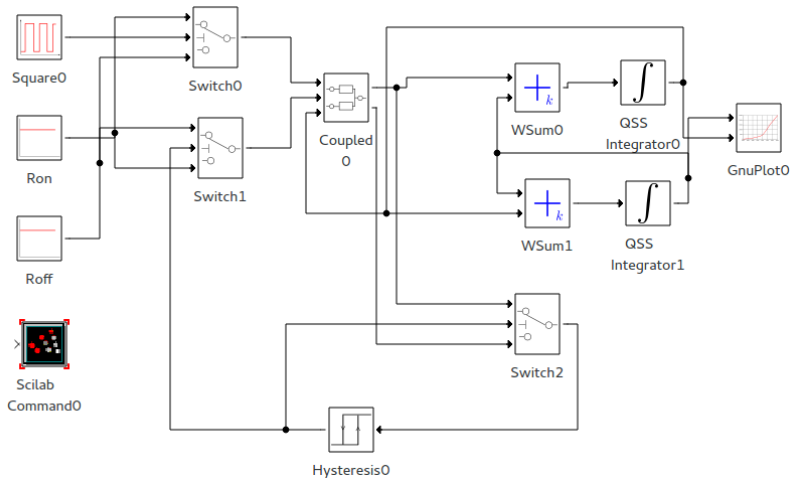 Square0
Switch0
Ron
Switch1
Coupled
0
k
WSum0
QSS
Integrator0
GnuPlot0
Roff
k
WSum1
QSS
Integrator1
Scilab
Command0
Switch2
Hysteresis0